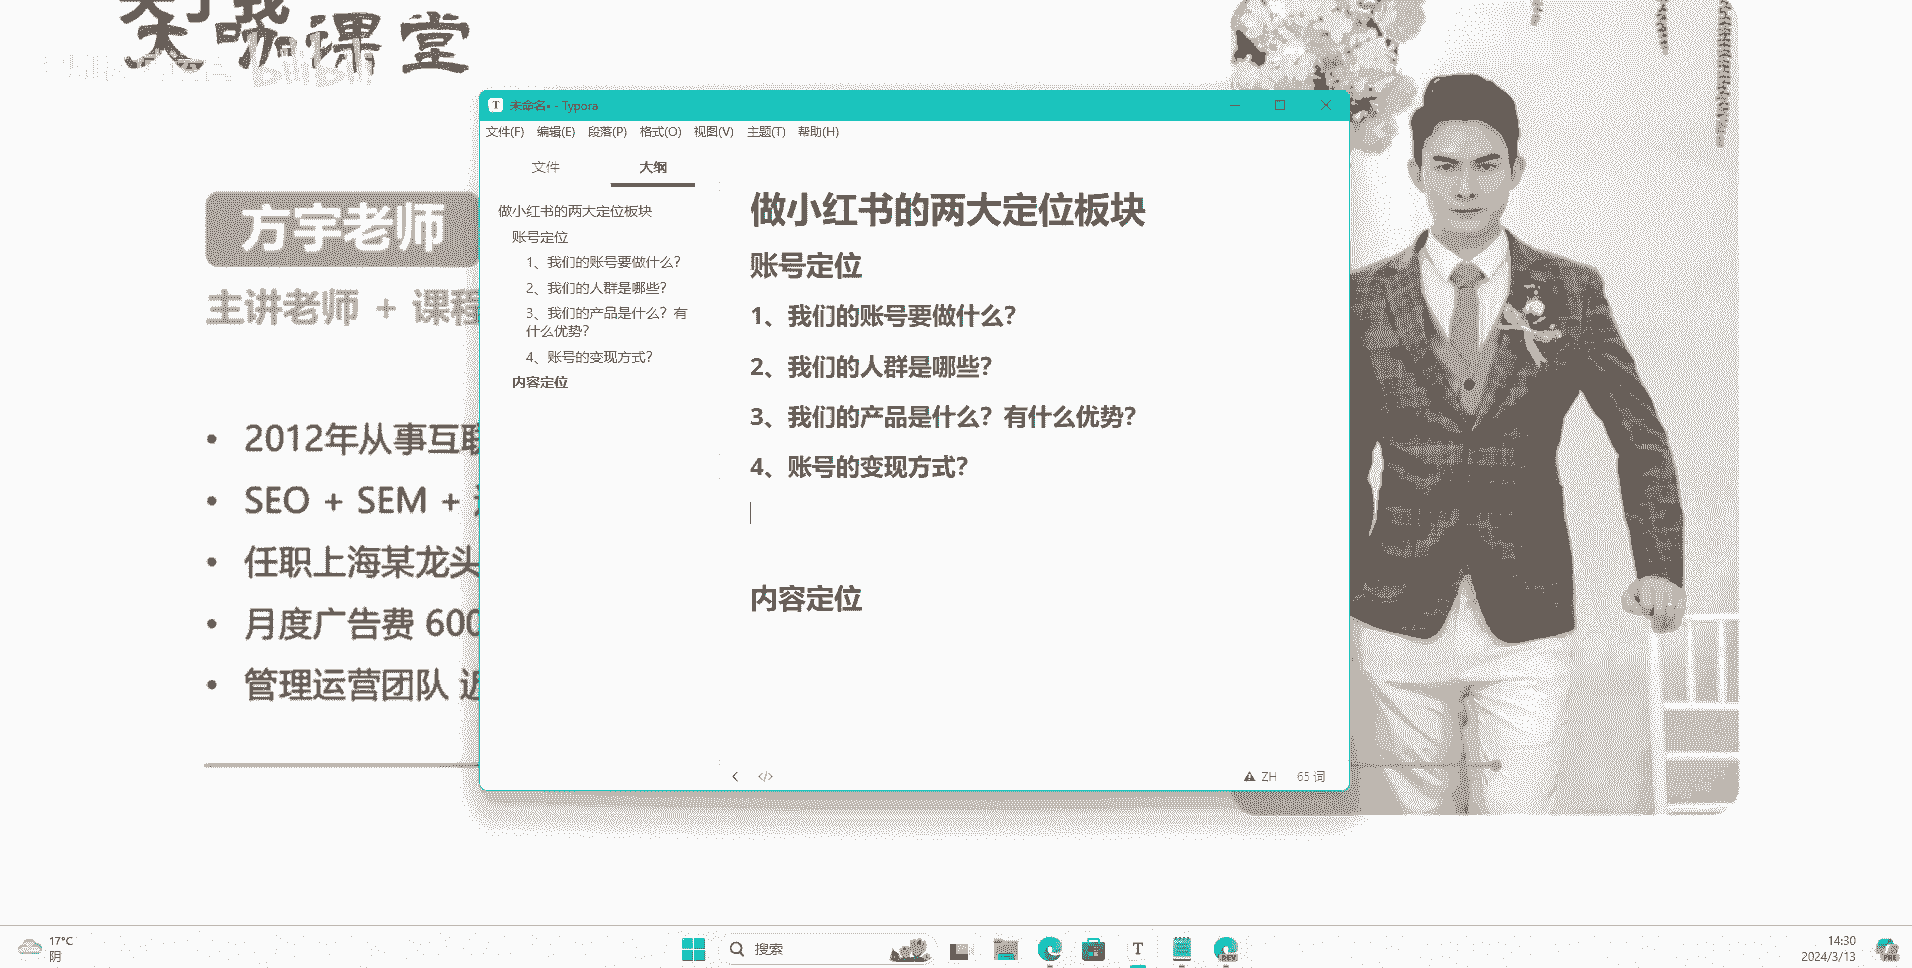 课堂
bilibili
方宇老师
主讲老师 + 课程
2012年从事互联
SEO + SEM +
任职上海某龙头
月度广告费 600
管理运营团队 近
未命名• - Typora
文件(F) 编辑(E) 段落(P) 格式(O) 视图(V) 主题(T) 帮助(H)
文件 大纲
做小红书的两大定位板块
账号定位
1、我们的账号要做什么?
2、我们的人群是哪些?
3、我们的产品是什么? 有
什么优势?
4、账号的变现方式?
内容定位
做小红书的两大定位板块
账号定位
1、我们的账号要做什么?
2、我们的人群是哪些?
3、我们的产品是什么? 有什么优势?
4、账号的变现方式?
内容定位
ZH 65 词
17°C
阴
搜索
T
DEV
14:30
2024/3/13
PRE